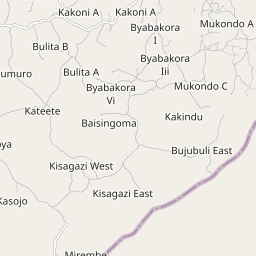 Kakoni A
Kakoni A
Mukondo A
Byabakora
I
Bulita B
Byabakora
Iii
umuro
Bulita A
Byabakora
Vi
Mukondo C
Kateete
Baisingoma
Kakindu
ya
Bujubuli East
Kisagazi West
Kisagazi East
Kasojo
Mirembe